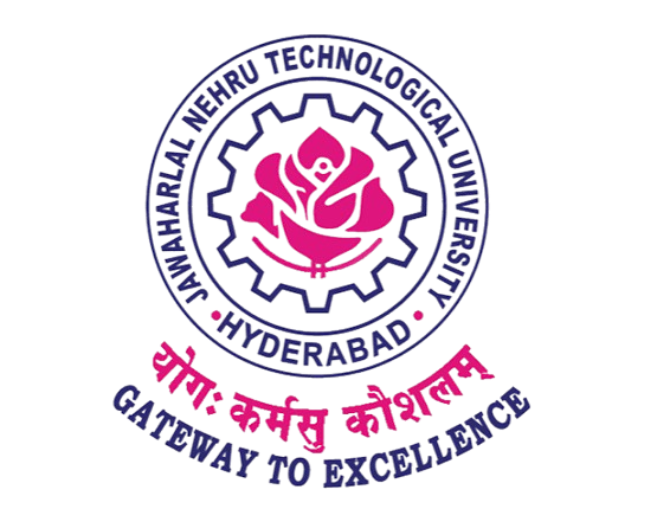 JAWAHARLAL NEHRU TECHNOLOGICAL UNIVERSITY
• HYDERABAD •
योगः कर्मसु कौशलम्
GATEWAY TO EXCELLENCE